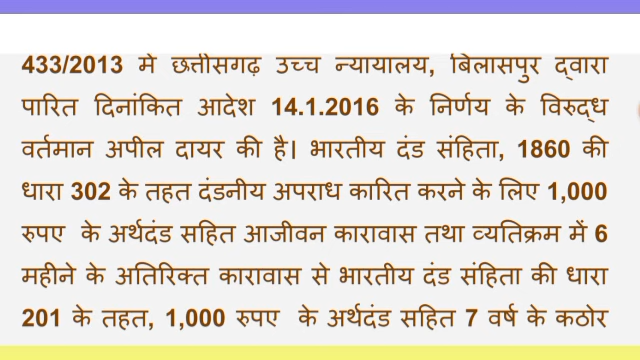 433/2013 में छत्तीसगढ़ उच्च न्यायालय, बिलासपुर द्वारा
पारित दिनांकित आदेश 14.1.2016 के निर्णय के विरुद्ध
वर्तमान अपील दायर की है। भारतीय दंड संहिता, 1860 की
धारा 302 के तहत दंडनीय अपराध कारित करने के लिए 1,000
रुपए के अर्थदंड सहित आजीवन कारावास तथा व्यतिक्रम में 6
महीने के अतिरिक्त कारावास से भारतीय दंड संहिता की धारा
201 के तहत, 1,000 रुपए के अर्थदंड सहित 7 वर्ष के कठोर